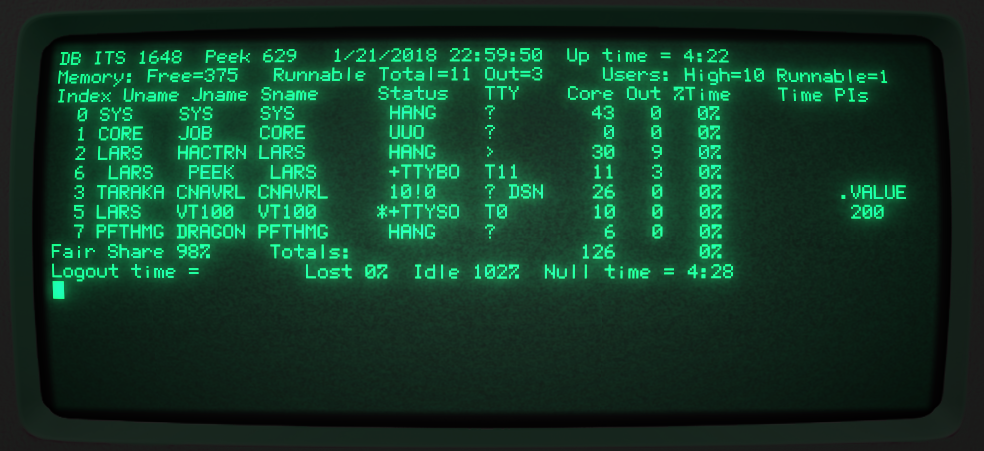 DB ITS 1648  Peek 629   1/21/2018 22:59:50  Up time = 4:22
Memory: Free=375   Runnable Total=11 Out=3     Users: High=10 Runnable=1
Index Uname Jname Sname     Status   TTY    Core Out %Time    Time PIs
0 SYS    SYS    SYS        HANG    ?        43   0   0%
1 CORE   JOB    CORE       UUO     ?         0   0   0%
2 LARS   HACTRN LARS       HANG    >        30   9   0%
6  LARS   PEEK   LARS      +TTYBO  T11      11   3   0%
3 TARAKA CNAVRL CNAVRL     10!0    ? DSN    26   0   0%          .VALUE
5 LARS   VT100  VT100     *+TTYSO  T0       10   0   0%           200
7 PFTHMG DRAGON PFTHMG     HANG    ?         6   0   0%
Fair Share 98%     Totals:                  126       0%
Logout time =         Lost 0%  Idle 102%  Null time = 4:28